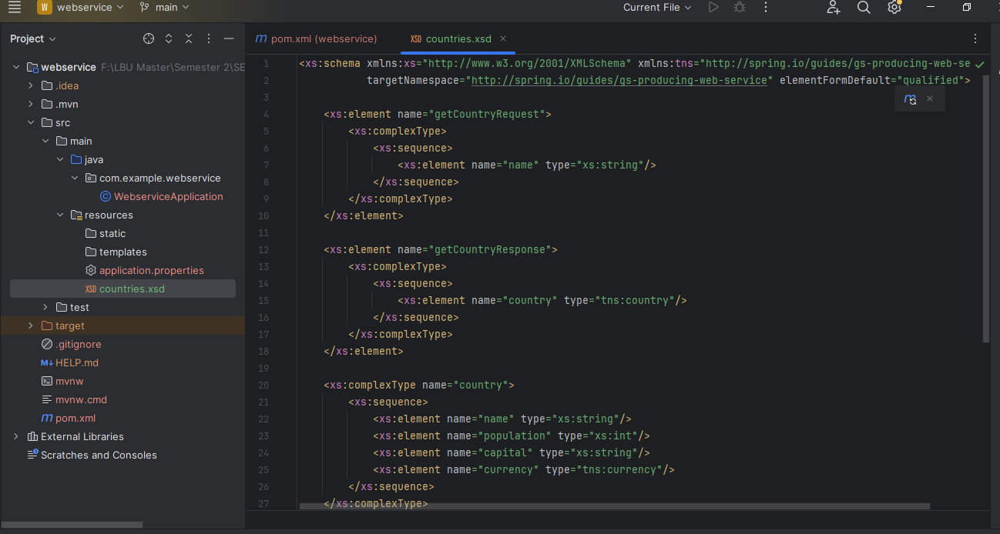 W webservice main Current File
Project
webservice F:\LBU Master\Semester 2\SE
.idea
.mvn
src
main
java
com.example.webservice
C WebserviceApplication
resources
static
templates
application.properties
XSD countries.xsd
test
target
.gitignore
M↓ HELP.md
mvnw
mvnw.cmd
m pom.xml
External Libraries
Scratches and Consoles
m pom.xml (webservice) XSD countries.xsd
1 <xs:schema xmlns:xs="http://www.w3.org/2001/XMLSchema" xmlns:tns="http://spring.io/guides/gs-producing-web-se
2 targetNamespace="http://spring.io/guides/gs-producing-web-service" elementFormDefault="qualified">
m
3
4 <xs:element name="getCountryRequest">
5 <xs:complexType>
6 <xs:sequence>
7 <xs:element name="name" type="xs:string"/>
8 </xs:sequence>
9 </xs:complexType>
10 </xs:element>
11
12 <xs:element name="getCountryResponse">
13 <xs:complexType>
14 <xs:sequence>
15 <xs:element name="country" type="tns:country"/>
16 </xs:sequence>
17 </xs:complexType>
18 </xs:element>
19
20 <xs:complexType name="country">
21 <xs:sequence>
22 <xs:element name="name" type="xs:string"/>
23 <xs:element name="population" type="xs:int"/>
24 <xs:element name="capital" type="xs:string"/>
25 <xs:element name="currency" type="tns:currency"/>
26 </xs:sequence>
27 </xs:complexType>